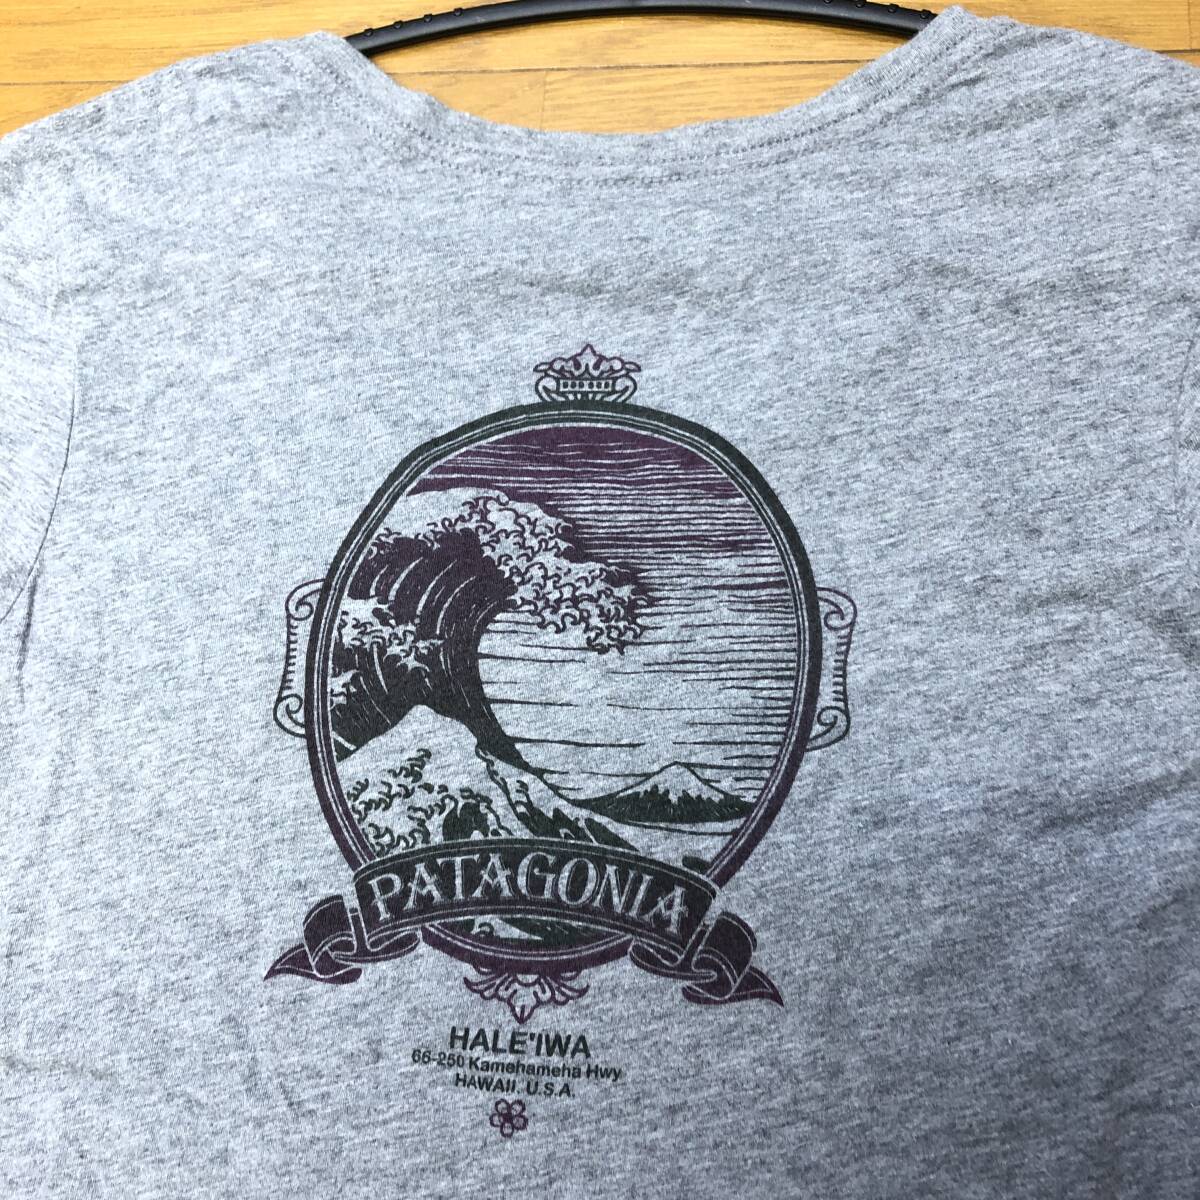 PATAGONIA
HALE'IWA
66-250 Kamehameha Hwy
HAWAII. U.S.A.